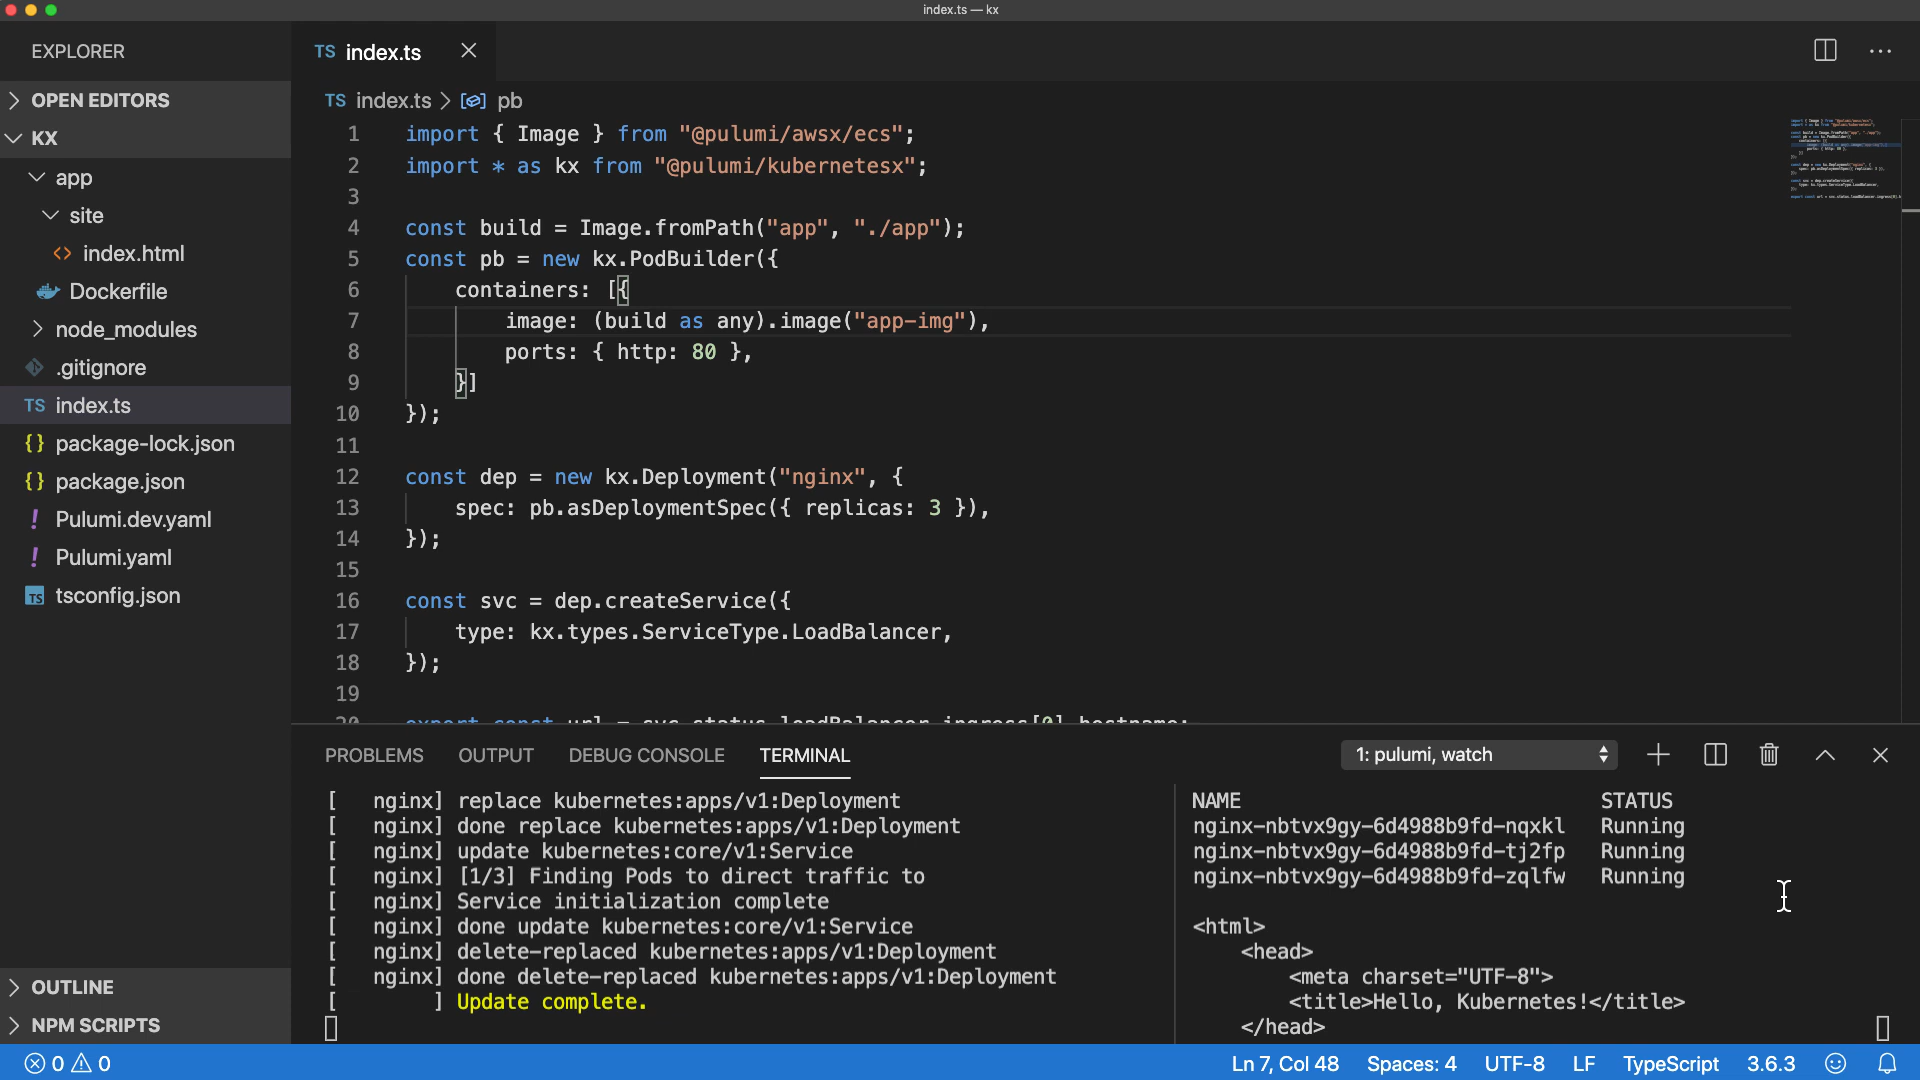 index.ts — kx
EXPLORER
OPEN EDITORS
KX
app
site
index.html
Dockerfile
node_modules
.gitignore
TS index.ts
package-lock.json
package.json
Pulumi.dev.yaml
Pulumi.yaml
tsconfig.json
OUTLINE
NPM SCRIPTS
TS index.ts
TS index.ts > pb
1 import { Image } from "@pulumi/awsx/ecs";
2 import * as kx from "@pulumi/kubernetesx";
3
4 const build = Image.fromPath("app", "./app");
5 const pb = new kx.PodBuilder({
6     containers: [{
7         image: (build as any).image("app-img"),
8         ports: { http: 80 },
9     }]
10 });
11
12 const dep = new kx.Deployment("nginx", {
13     spec: pb.asDeploymentSpec({ replicas: 3 }),
14 });
15
16 const svc = dep.createService({
17     type: kx.types.ServiceType.LoadBalancer,
18 });
19
20 export const url = svc.status.loadBalancer.ingress[0].hostname;
PROBLEMS OUTPUT DEBUG CONSOLE TERMINAL
1: pulumi, watch
[   nginx] replace kubernetes:apps/v1:Deployment
[   nginx] done replace kubernetes:apps/v1:Deployment
[   nginx] update kubernetes:core/v1:Service
[   nginx] [1/3] Finding Pods to direct traffic to
[   nginx] Service initialization complete
[   nginx] done update kubernetes:core/v1:Service
[   nginx] delete-replaced kubernetes:apps/v1:Deployment
[   nginx] done delete-replaced kubernetes:apps/v1:Deployment
[        ] Update complete.
NAME STATUS
nginx-nbtvx9gy-6d4988b9fd-nqxkl Running
nginx-nbtvx9gy-6d4988b9fd-tj2fp Running
nginx-nbtvx9gy-6d4988b9fd-zqlfw Running
<html>
    <head>
        <meta charset="UTF-8">
        <title>Hello, Kubernetes!</title>
    </head>
0 0
Ln 7, Col 48 Spaces: 4 UTF-8 LF TypeScript 3.6.3